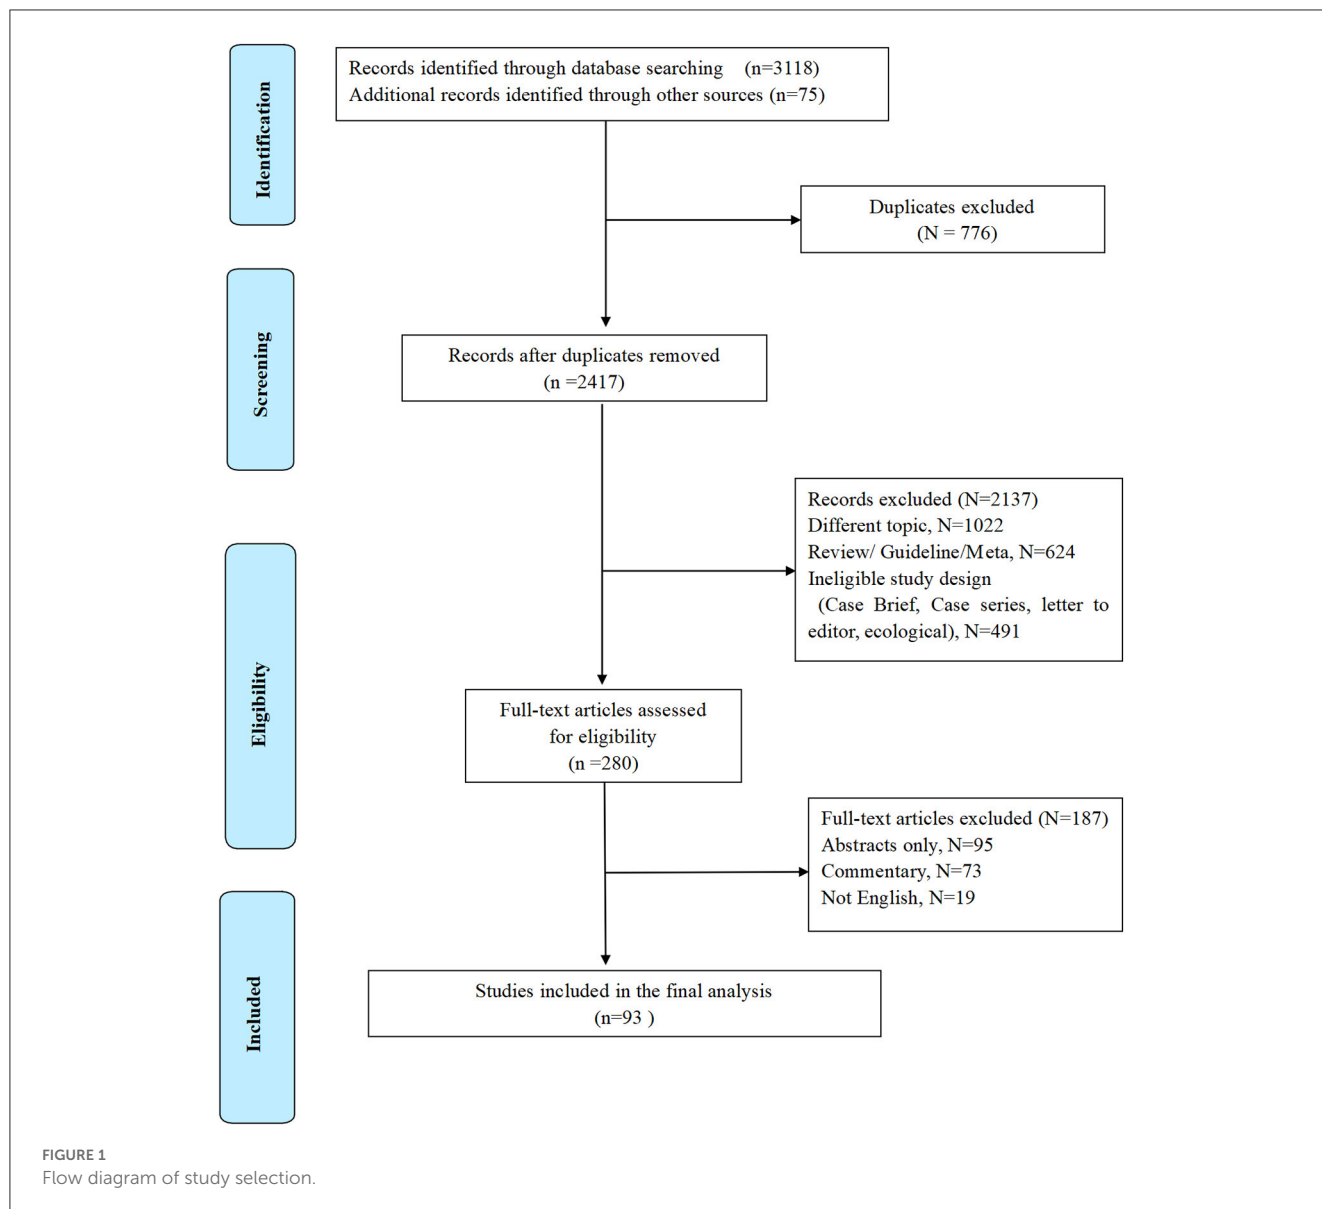 Identification
Records identified through database searching (n=3118)
Additional records identified through other sources (n=75)
Duplicates excluded
(N = 776)
Screening
Records after duplicates removed
(n =2417)
Records excluded (N=2137)
Different topic, N=1022
Review/ Guideline/Meta, N=624
Ineligible study design
(Case Brief, Case series, letter to
editor, ecological), N=491
Eligibility
Full-text articles assessed
for eligibility
(n =280)
Full-text articles excluded (N=187)
Abstracts only, N=95
Commentary, N=73
Not English, N=19
Included
Studies included in the final analysis
(n=93 )
FIGURE 1
Flow diagram of study selection.